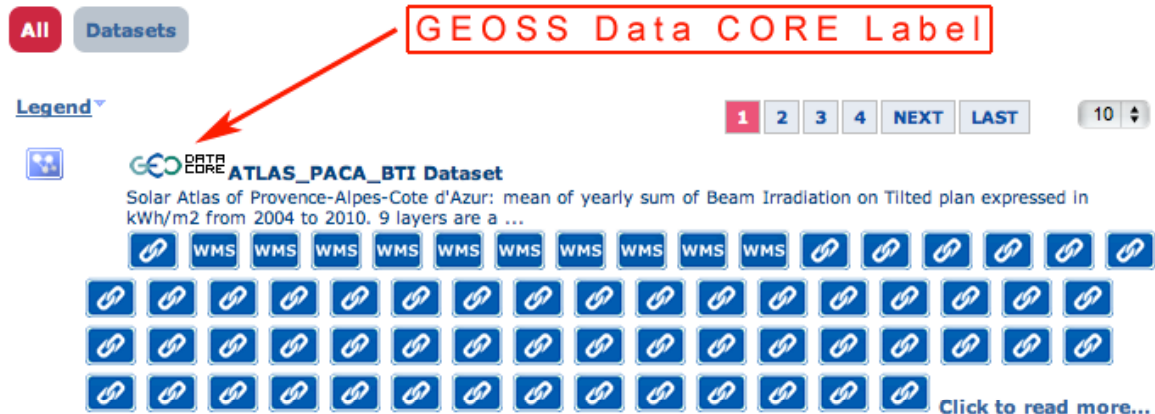 All Datasets GEOSS Data CORE Label
Legend 1 2 3 4 NEXT LAST 10
GEO DATA CORE ATLAS_PACA_BTI Dataset
Solar Atlas of Provence-Alpes-Cote d'Azur: mean of yearly sum of Beam Irradiation on Tilted plan expressed in
kWh/m2 from 2004 to 2010. 9 layers are a ...
WMS WMS WMS WMS WMS WMS WMS WMS WMS WMS
Click to read more...